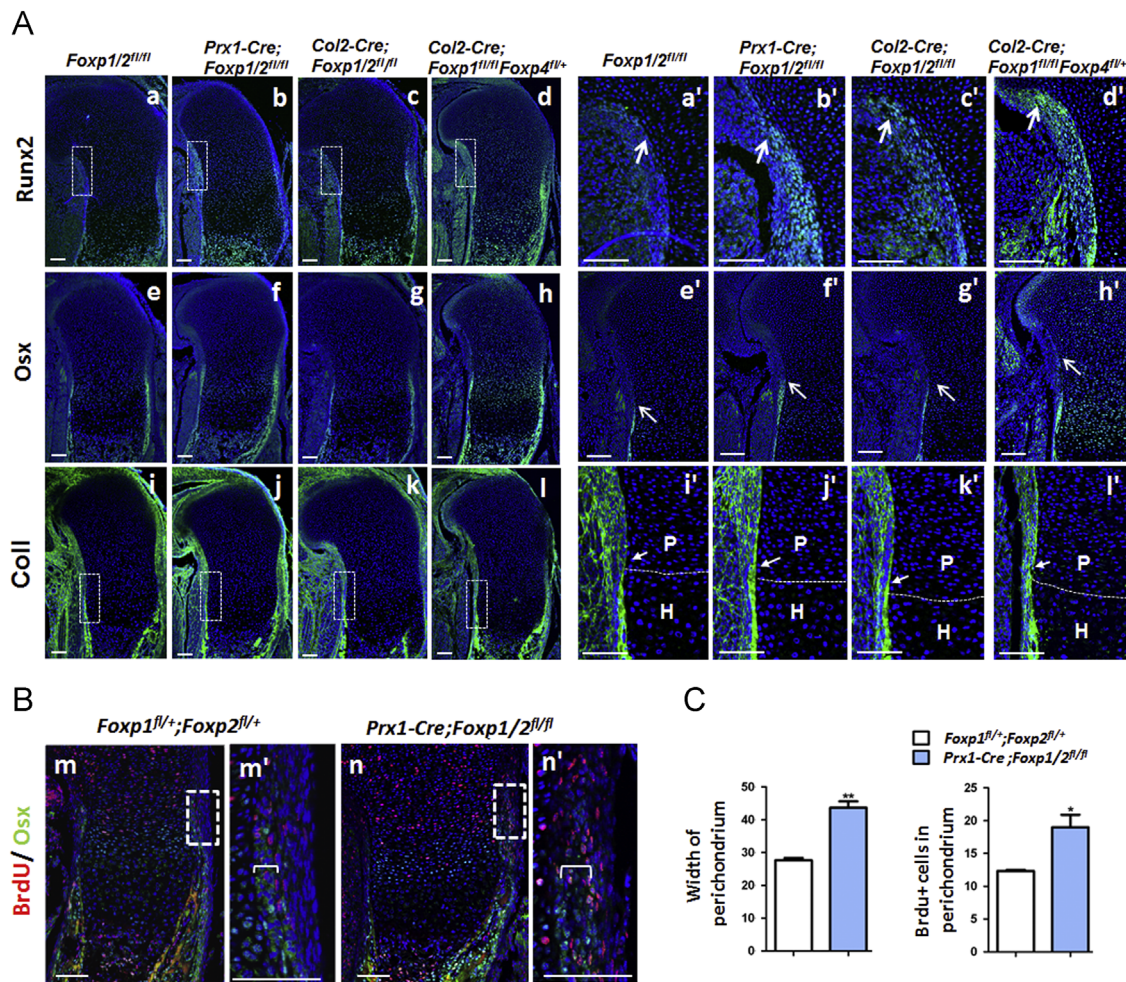 A
Foxp1/2fl/fl
Prx1-Cre;
Foxp1/2fl/fl
Col2-Cre;
Foxp1/2fl/fl
Col2-Cre;
Foxp1fl/flFoxp4fl/+
Foxp1/2fl/fl
Prx1-Cre;
Foxp1/2fl/fl
Col2-Cre;
Foxp1/2fl/fl
Col2-Cre;
Foxp1fl/flFoxp4fl/+
Runx2
a b c d a' b' c' d'
Osx
e f g h e' f' g' h'
ColI
i j k l i' j' k' l'
P P P P
H H H H
B
Foxp1fl/+;Foxp2fl/+
Prx1-Cre;Foxp1/2fl/fl
BrdU/Osx
m m' n n'
C
Foxp1fl/+;Foxp2fl/+
Prx1-Cre;Foxp1/2fl/fl
Width of
perichondrium
50
40
30
20
10
0
**
Brdu+ cells in
perichondrium
25
20
15
10
5
0
*